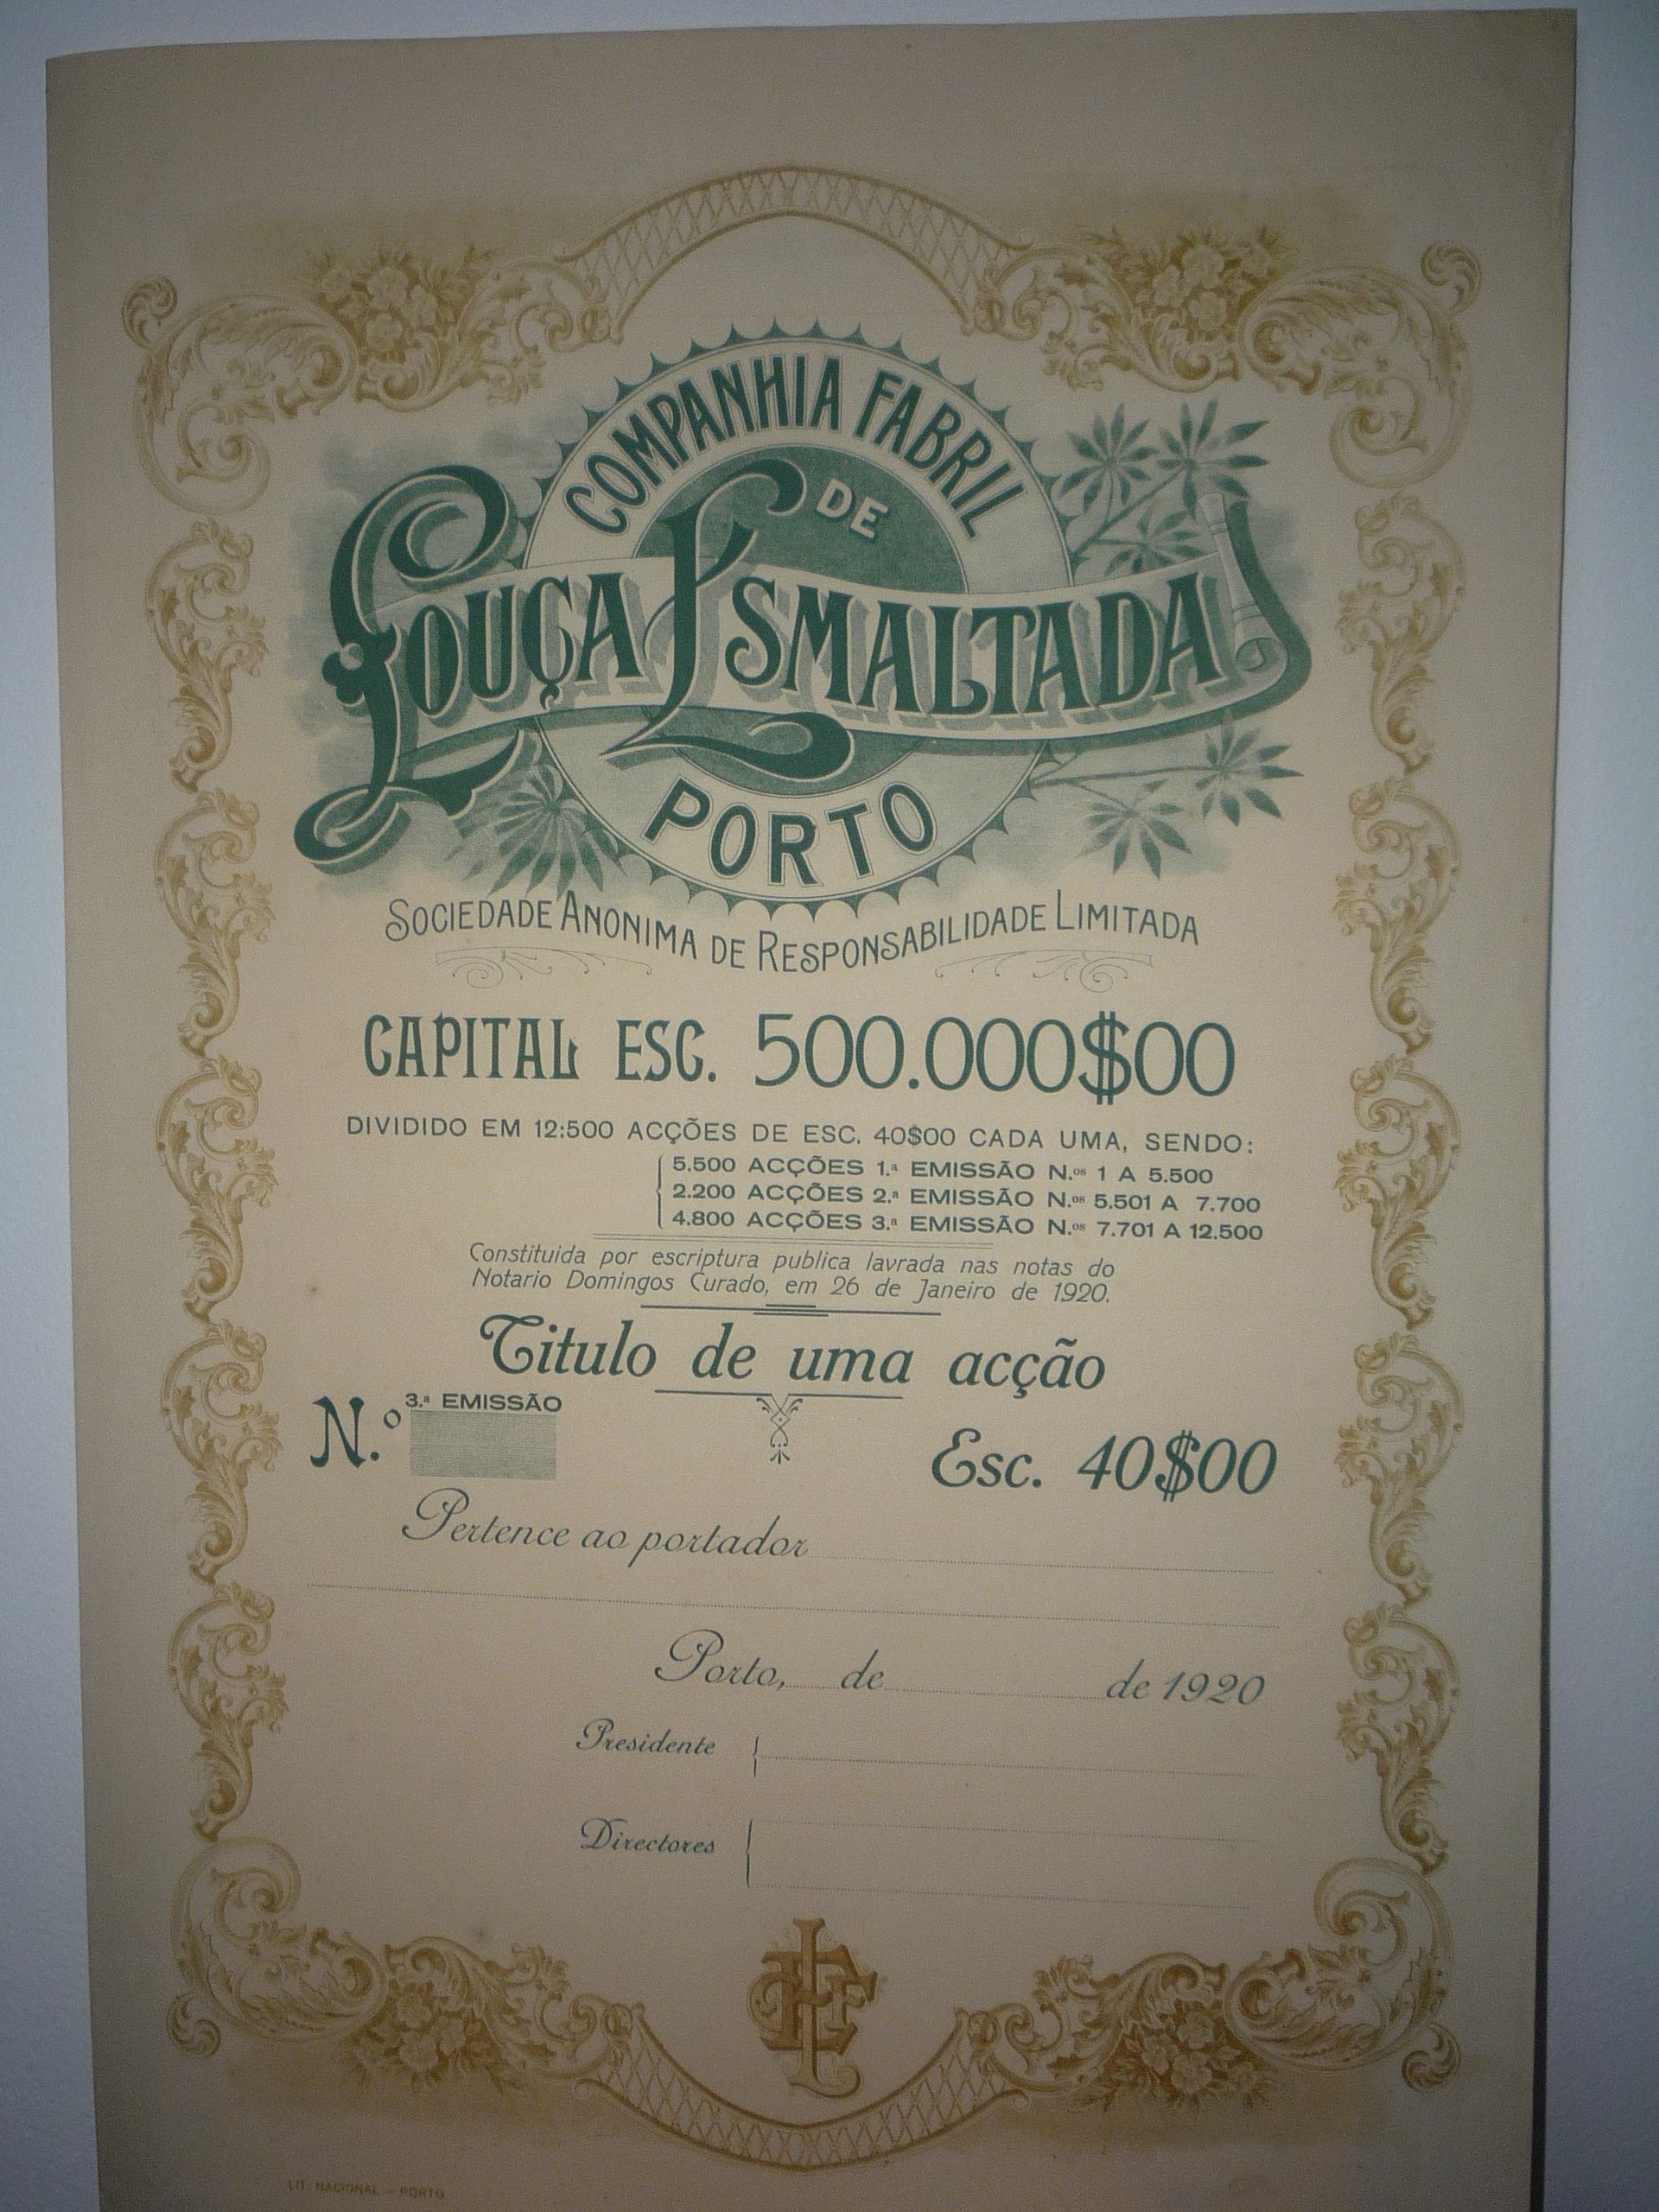 COMPANHIA FABRIL
DE
LOUÇA ESMALTADA
PORTO
SOCIEDADE ANONIMA DE RESPONSABILIDADE LIMITADA
CAPITAL ESC. 500.000$00
DIVIDIDO EM 12:500 ACÇÕES DE ESC. 40$00 CADA UMA, SENDO:
5.500 ACÇÕES 1.ª EMISSÃO N.os 1 A 5.500
2.200 ACÇÕES 2.ª EMISSÃO N.os 5.501 A 7.700
4.800 ACÇÕES 3.ª EMISSÃO N.os 7.701 A 12.500
Constituida por escriptura publica lavrada nas notas do
Notario Domingos Curado, em 26 de Janeiro de 1920.
Titulo de uma acção
3.ª EMISSÃO
N.º
Esc. 40$00
Pertence ao portador
Porto, de de 1920
Presidente
Directores
LIT. NACIONAL – PORTO